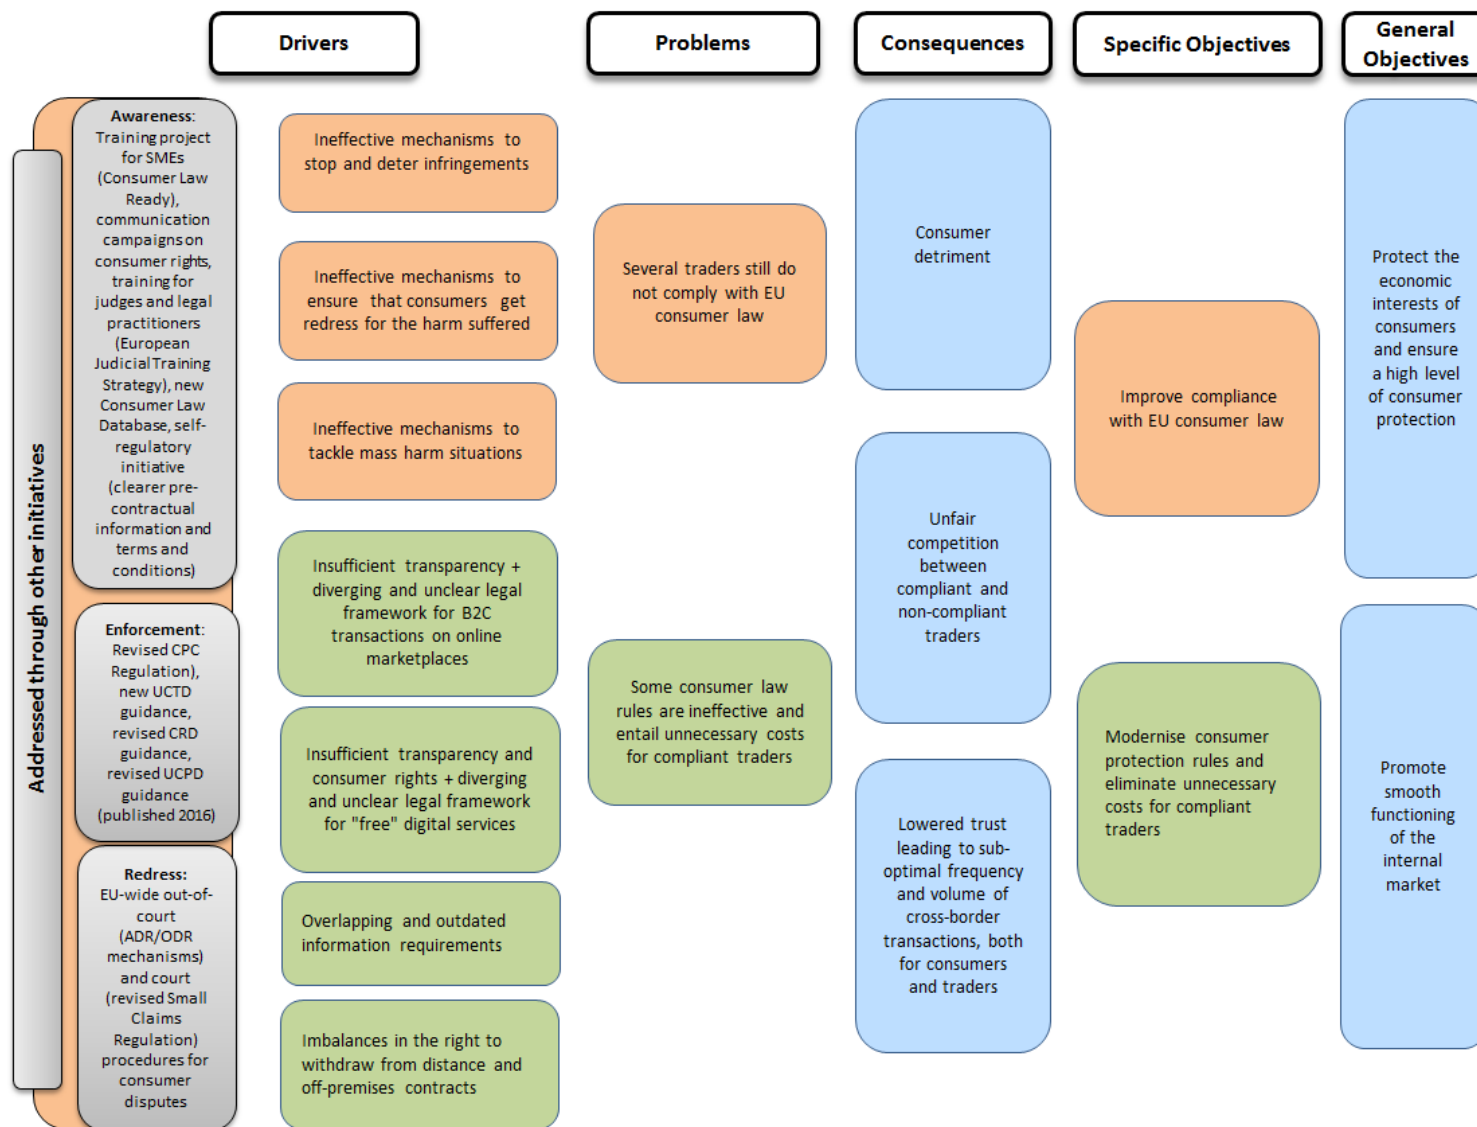 Drivers
Problems
Consequences
Specific Objectives
General
Objectives
Addressed through other initiatives
Awareness:
Training project
for SMEs
(Consumer Law
Ready),
communication
campaigns on
consumer rights,
training for
judges and legal
practitioners
(European
Judicial Training
Strategy), new
Consumer Law
Database, self-
regulatory
initiative
(clearer pre-
contractual
information and
terms and
conditions)
Enforcement:
Revised CPC
Regulation),
new UCTD
guidance,
revised CRD
guidance,
revised UCPD
guidance
(published 2016)
Redress:
EU-wide out-of-
court
(ADR/ODR
mechanisms)
and court
(revised Small
Claims
Regulation)
procedures for
consumer
disputes
Ineffective mechanisms to
stop and deter infringements
Ineffective mechanisms to
ensure that consumers get
redress for the harm suffered
Ineffective mechanisms to
tackle mass harm situations
Insufficient transparency +
diverging and unclear legal
framework for B2C
transactions on online
marketplaces
Insufficient transparency and
consumer rights + diverging
and unclear legal framework
for "free" digital services
Overlapping and outdated
information requirements
Imbalances in the right to
withdraw from distance and
off-premises contracts
Several traders still do
not comply with EU
consumer law
Some consumer law
rules are ineffective and
entail unnecessary costs
for compliant traders
Consumer
detriment
Unfair
competition
between
compliant and
non-compliant
traders
Lowered trust
leading to sub-
optimal frequency
and volume of
cross-border
transactions, both
for consumers
and traders
Improve compliance
with EU consumer law
Modernise consumer
protection rules and
eliminate unnecessary
costs for compliant
traders
Protect the
economic
interests of
consumers
and ensure
a high level
of consumer
protection
Promote
smooth
functioning
of the
internal
market